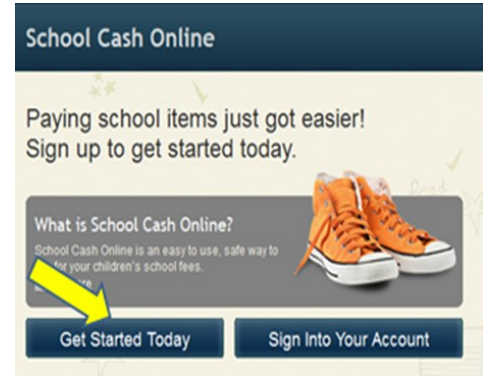 School Cash Online
Paying school items just got easier!
Sign up to get started today.
What is School Cash Online?
School Cash Online is an easy to use, safe way to
for your children's school fees.
Get Started Today
Sign Into Your Account